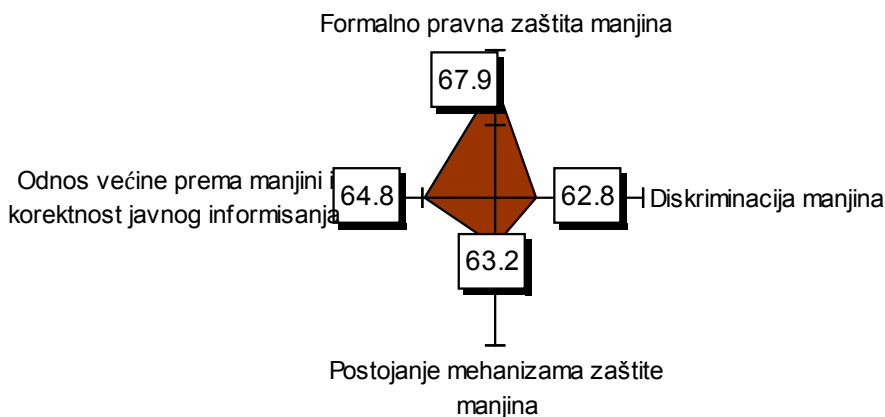 Formalno pravna zaštita manjina
67.9
Odnos većine prema manjini i
korektnost javnog informisanja
64.8
62.8
Diskriminacija manjina
63.2
Postojanje mehanizama zaštite
manjina